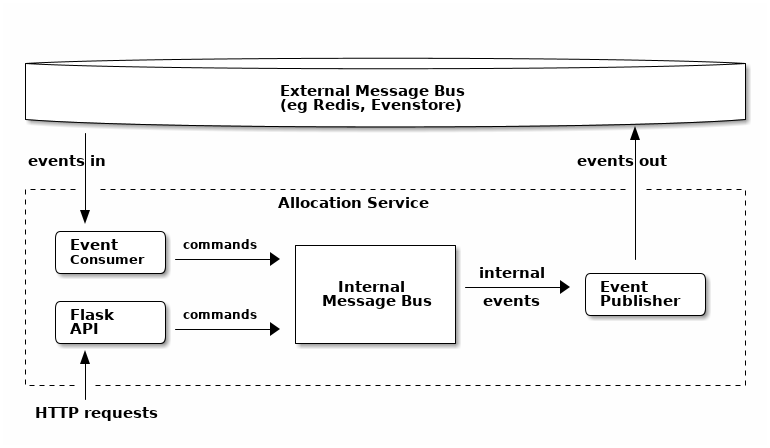 External Message Bus
(eg Redis, Evenstore)
events in
events out
Allocation Service
Event
Consumer
commands
Internal
Message Bus
internal
events
Event
Publisher
Flask
API
commands
HTTP requests